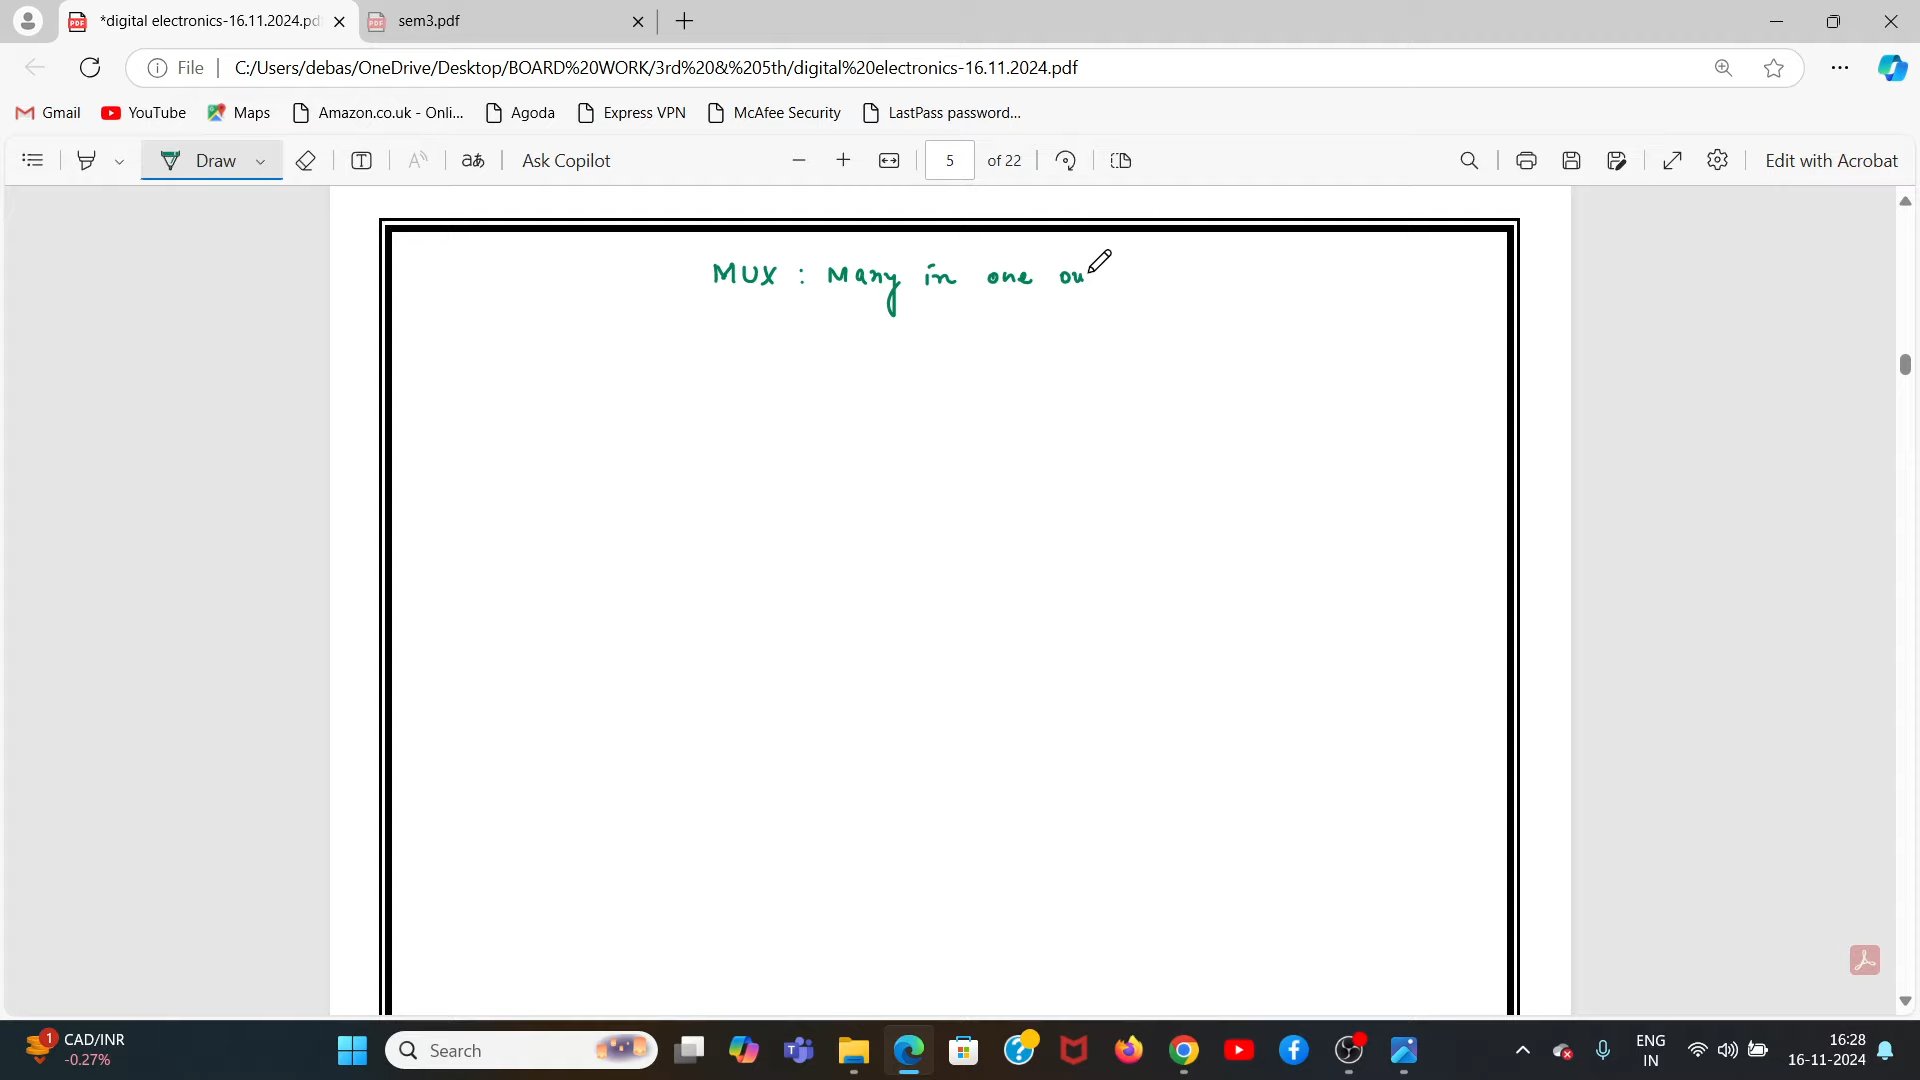 *digital electronics-16.11.2024.pd
sem3.pdf
File
C:/Users/debas/OneDrive/Desktop/BOARD%20WORK/3rd%20&%205th/digital%20electronics-16.11.2024.pdf
Gmail
YouTube
Maps
Amazon.co.uk - Onli...
Agoda
Express VPN
McAfee Security
LastPass password...
Draw
aあ
Ask Copilot
5 of 22
Edit with Acrobat
MUX : Many in one ou
1
CAD/INR
-0.27%
Search
ENG
IN
16:28
16-11-2024